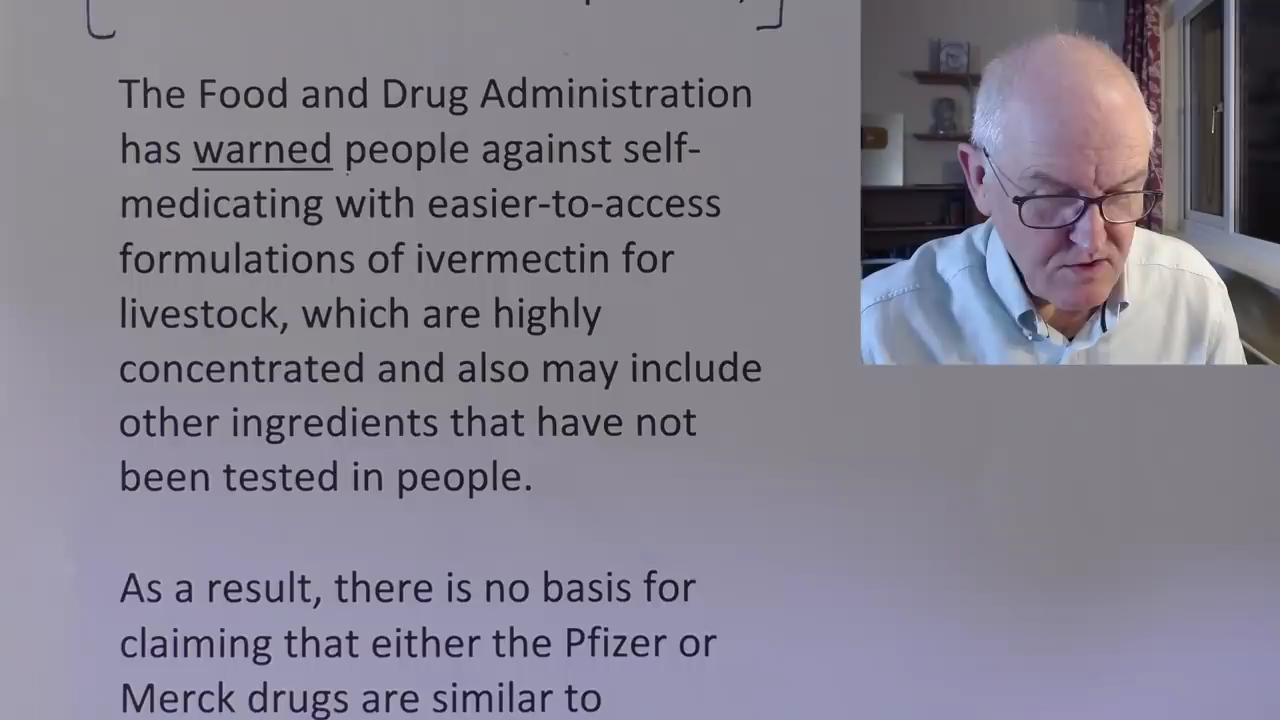 The Food and Drug Administration
has warned people against self-
medicating with easier-to-access
formulations of ivermectin for
livestock, which are highly
concentrated and also may include
other ingredients that have not
been tested in people.
As a result, there is no basis for
claiming that either the Pfizer or
Merck drugs are similar to